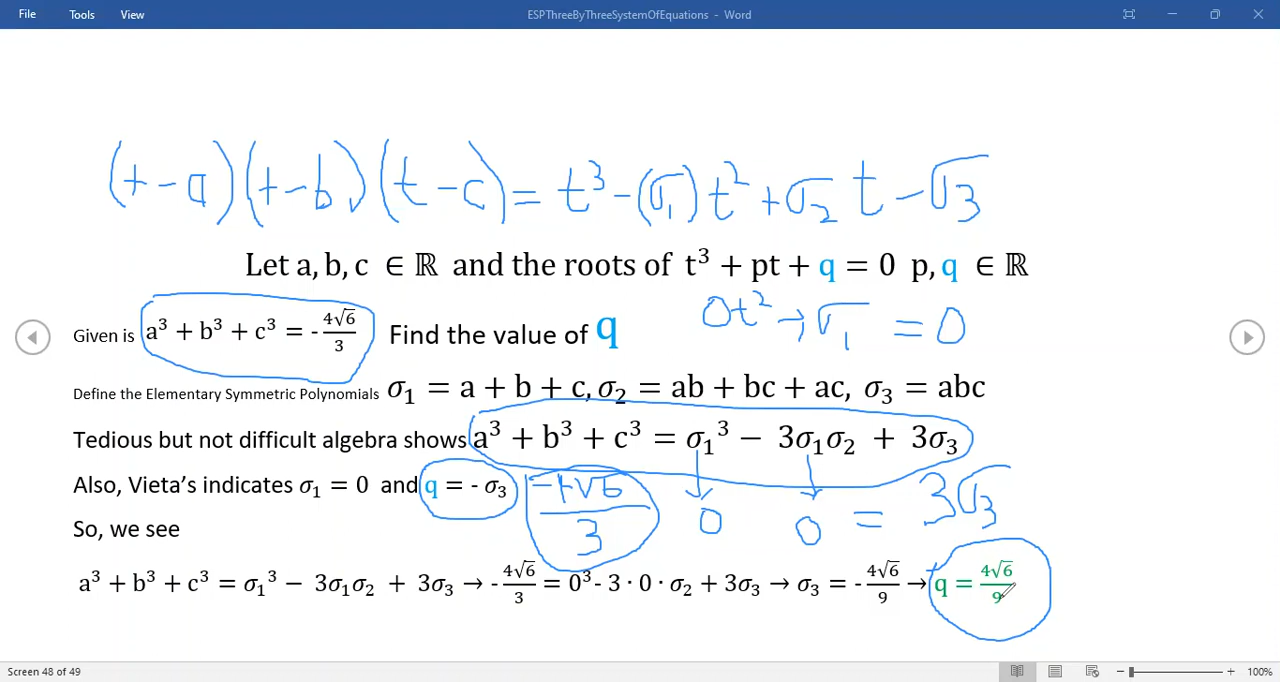 File Tools View ESPThreeByThreeSystemOfEquations - Word
(t-a)(t-b)(t-c) = t³ - (σ₁)t² + σ₂ t - σ₃
Let a, b, c ∈ ℝ and the roots of t³ + pt + q = 0 p, q ∈ ℝ
0t² → σ₁ = 0
Given is a³ + b³ + c³ = - 4√6/3 Find the value of q
Define the Elementary Symmetric Polynomials σ₁ = a + b + c, σ₂ = ab + bc + ac, σ₃ = abc
Tedious but not difficult algebra shows a³ + b³ + c³ = σ₁³ − 3σ₁σ₂ + 3σ₃
Also, Vieta's indicates σ₁ = 0 and q = - σ₃
-4√6/3 0 0 = 3σ₃
So, we see
a³ + b³ + c³ = σ₁³ − 3σ₁σ₂ + 3σ₃ → - 4√6/3 = 0³- 3 · 0 · σ₂ + 3σ₃ → σ₃ = - 4√6/9 → q = 4√6/9
Screen 48 of 49 100%